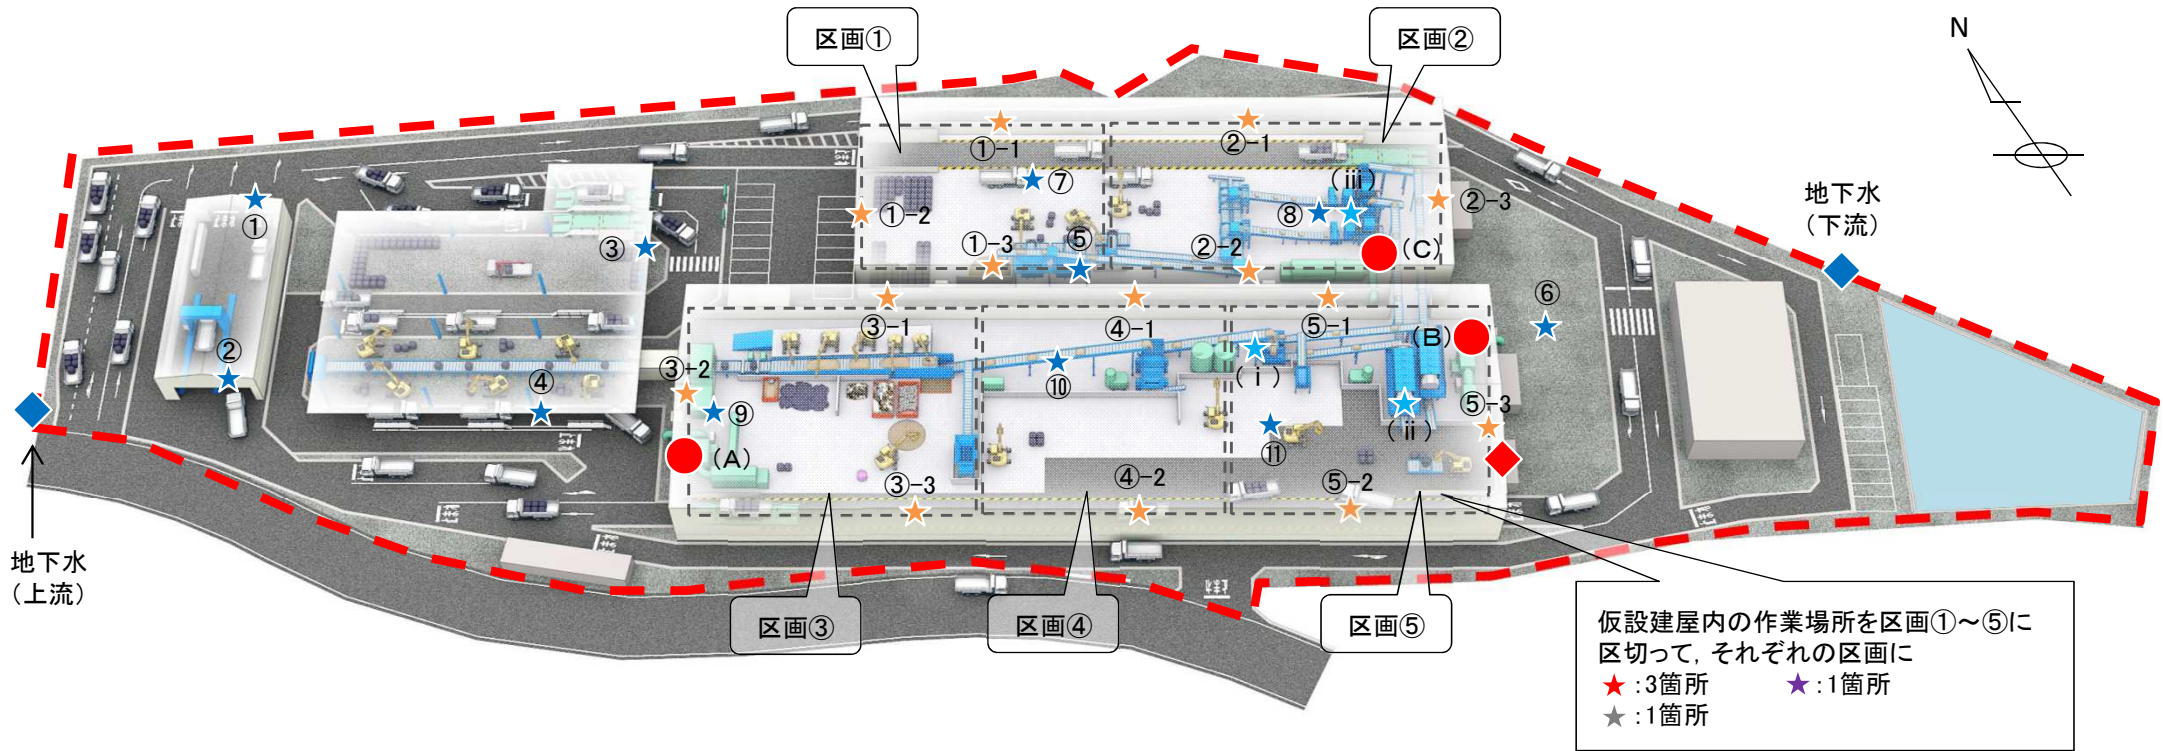 区画①
区画②
N
①-1
②-1
⑦
(ⅲ)
①
①-2
⑧
②-3
地下水
(下流)
③
①-3
⑤
②-2
(C)
⑥
③-1
④-1
⑤-1
(B)
②
③-2
⑩
(ⅰ)
④
⑨
⑤-3
(ⅱ)
⑪
(A)
③-3
④-2
⑤-2
地下水
(上流)
区画③
区画④
区画⑤
仮設建屋内の作業場所を区画①～⑤に
区切って，それぞれの区画に
★：3箇所 ★：1箇所
★：1箇所